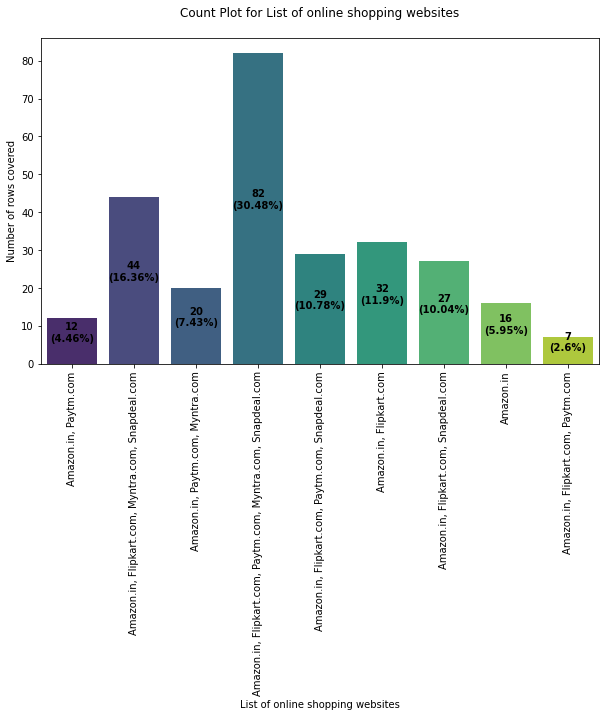 Count Plot for List of online shopping websites
Number of rows covered
80
70
60
50
40
30
20
10
0
12
(4.46%)
44
(16.36%)
20
(7.43%)
82
(30.48%)
29
(10.78%)
32
(11.9%)
27
(10.04%)
16
(5.95%)
7
(2.6%)
Amazon.in, Paytm.com
Amazon.in, Flipkart.com, Myntra.com, Snapdeal.com
Amazon.in, Paytm.com, Myntra.com
Amazon.in, Flipkart.com, Paytm.com, Myntra.com, Snapdeal.com
Amazon.in, Flipkart.com, Paytm.com, Snapdeal.com
Amazon.in, Flipkart.com
Amazon.in, Flipkart.com, Snapdeal.com
Amazon.in
Amazon.in, Flipkart.com, Paytm.com
List of online shopping websites